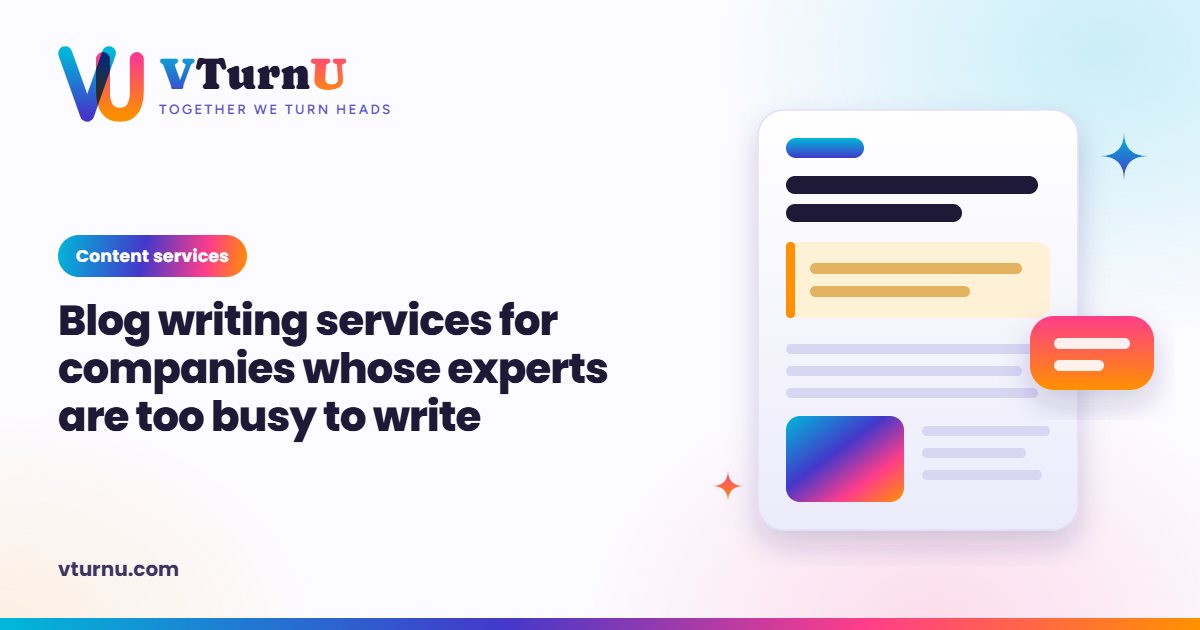 VTurnU
TOGETHER WE TURN HEADS
Content services
Blog writing services for
companies whose experts
are too busy to write
vturnu.com